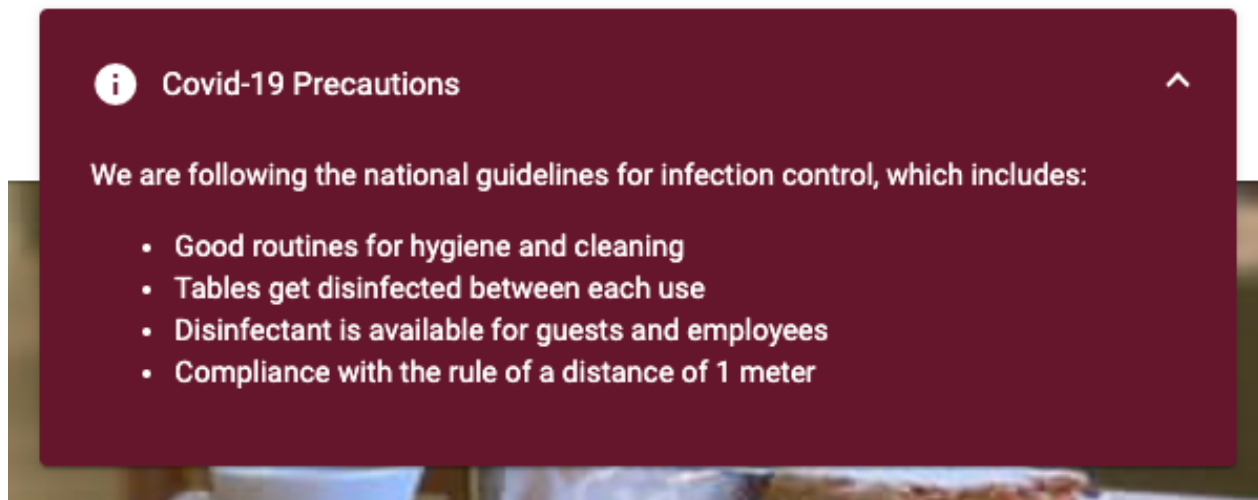 Covid-19 Precautions
We are following the national guidelines for infection control, which includes:
• Good routines for hygiene and cleaning
• Tables get disinfected between each use
• Disinfectant is available for guests and employees
• Compliance with the rule of a distance of 1 meter